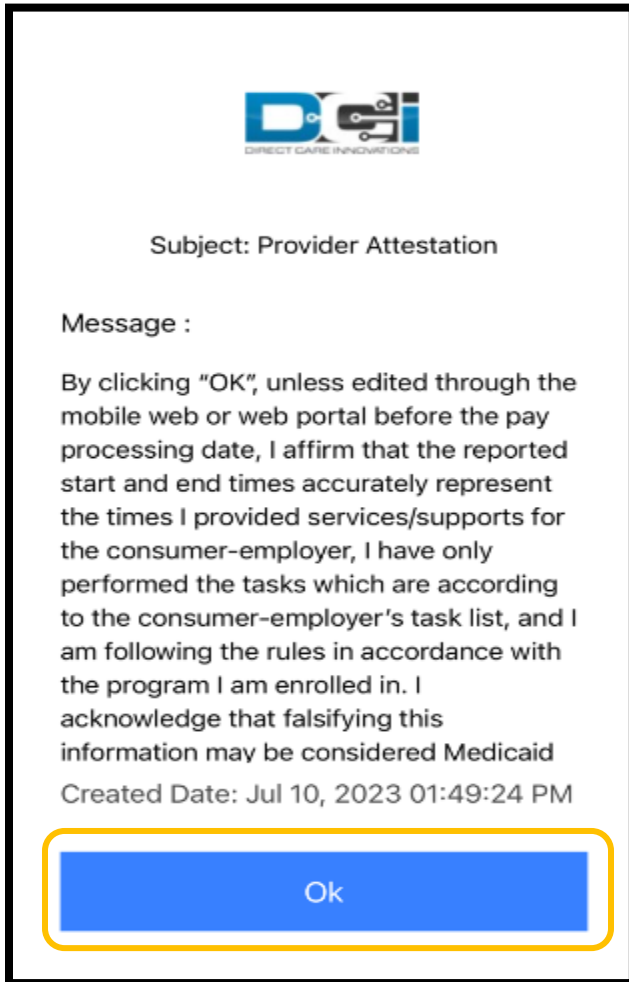 DCi
DIRECT CARE INNOVATIONS
Subject: Provider Attestation
Message :
By clicking “OK”, unless edited through the
mobile web or web portal before the pay
processing date, I affirm that the reported
start and end times accurately represent
the times I provided services/supports for
the consumer-employer, I have only
performed the tasks which are according
to the consumer-employer’s task list, and I
am following the rules in accordance with
the program I am enrolled in. I
acknowledge that falsifying this
information may be considered Medicaid
Created Date: Jul 10, 2023 01:49:24 PM
Ok